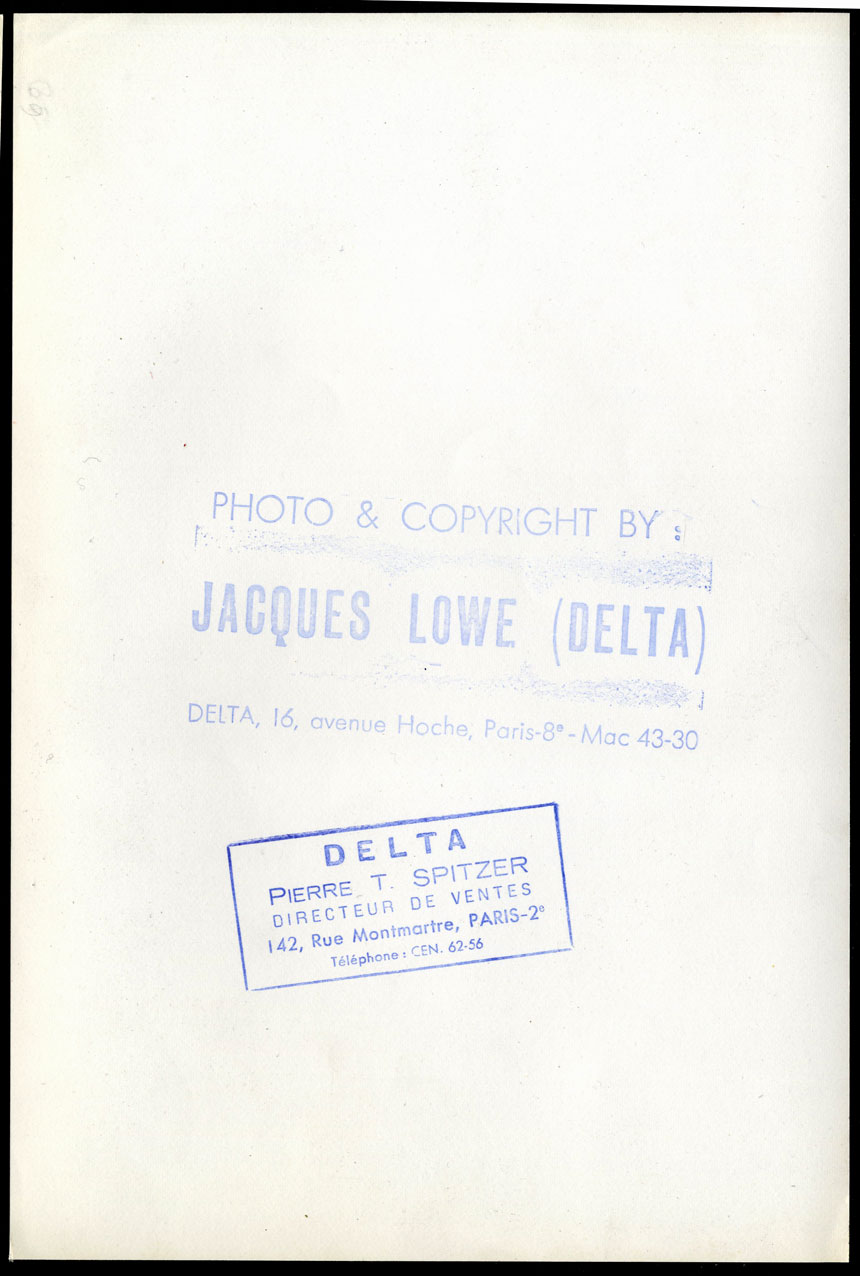 PHOTO & COPYRIGHT BY :
JACQUES LOWE (DELTA)
DELTA, 16, avenue Hoche, Paris-8ᵉ - Mac 43-30
DELTA
PIERRE T. SPITZER
DIRECTEUR DE VENTES
142, Rue Montmartre, PARIS-2ᵉ
Téléphone : CEN. 62-56